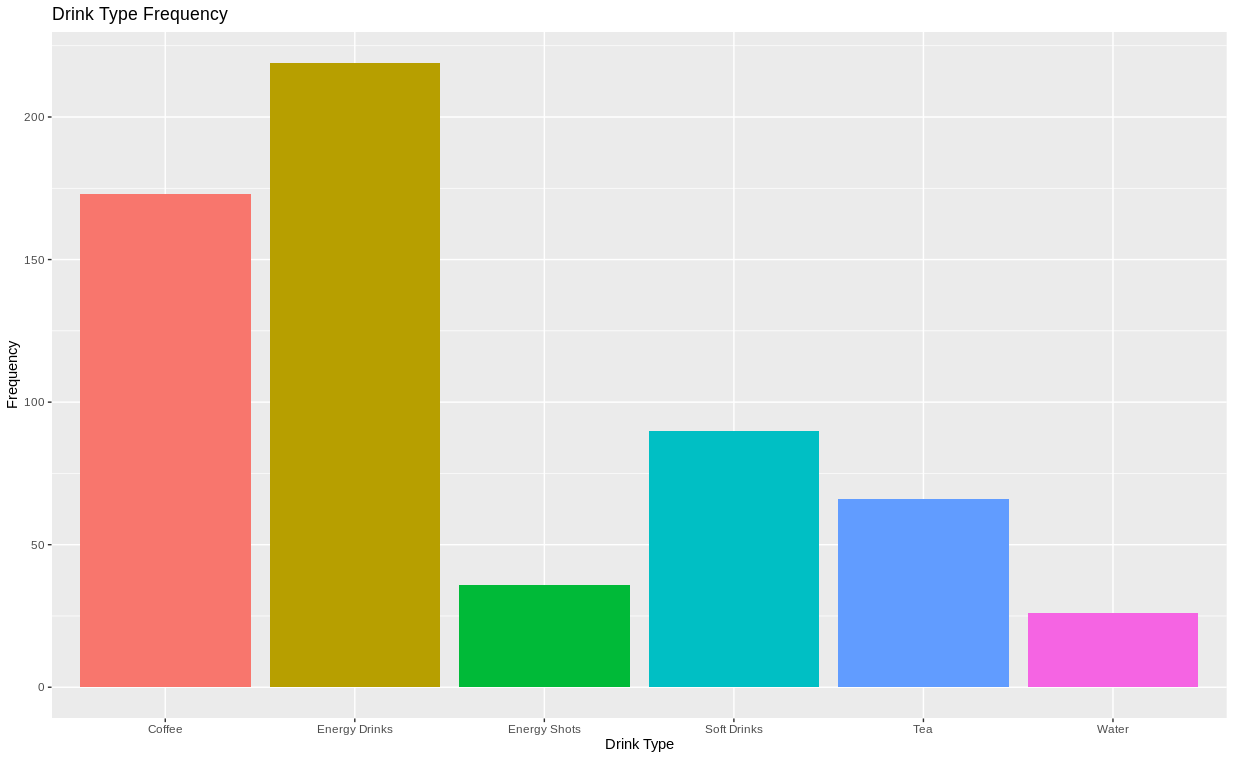 Drink Type Frequency
Frequency
200
150
100
50
0
Coffee
Energy Drinks
Energy Shots
Soft Drinks
Tea
Water
Drink Type